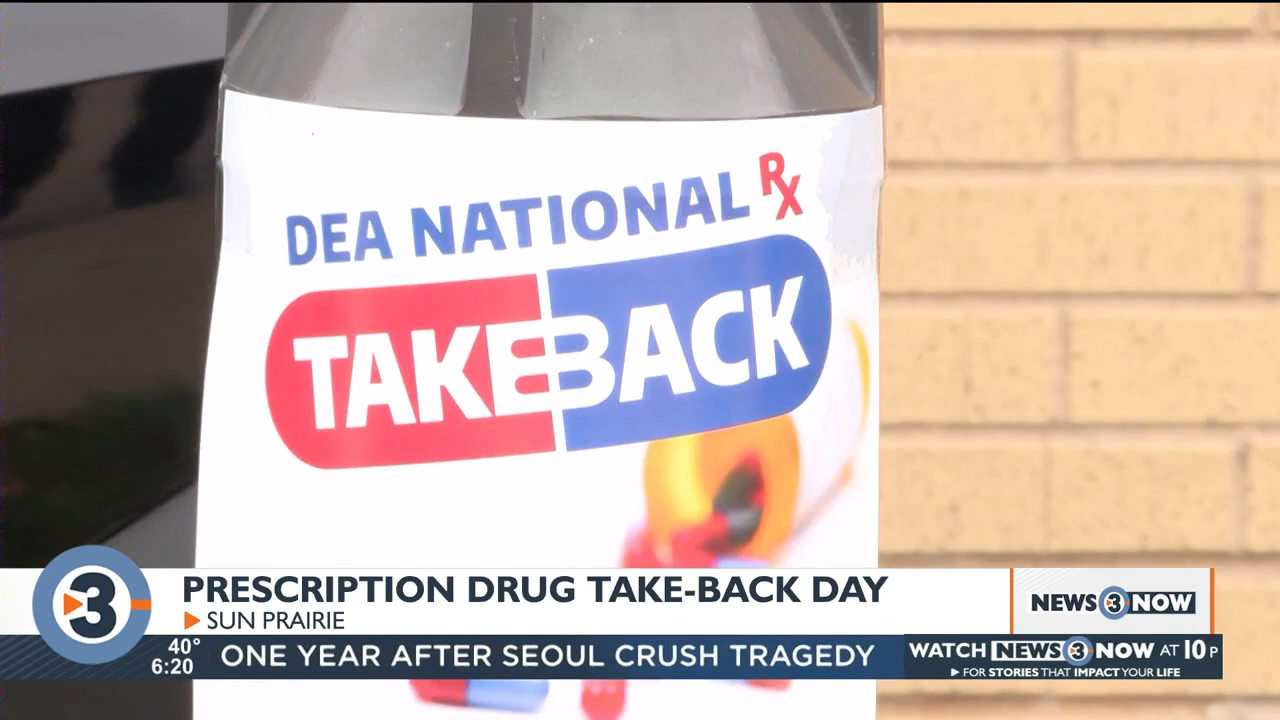 DEA NATIONAL Rx
TAKEBACK
3
PRESCRIPTION DRUG TAKE-BACK DAY
SUN PRAIRIE
NEWS 3 NOW
40°
6:20
ONE YEAR AFTER SEOUL CRUSH TRAGEDY
WATCH NEWS 3 NOW AT 10P
FOR STORIES THAT IMPACT YOUR LIFE